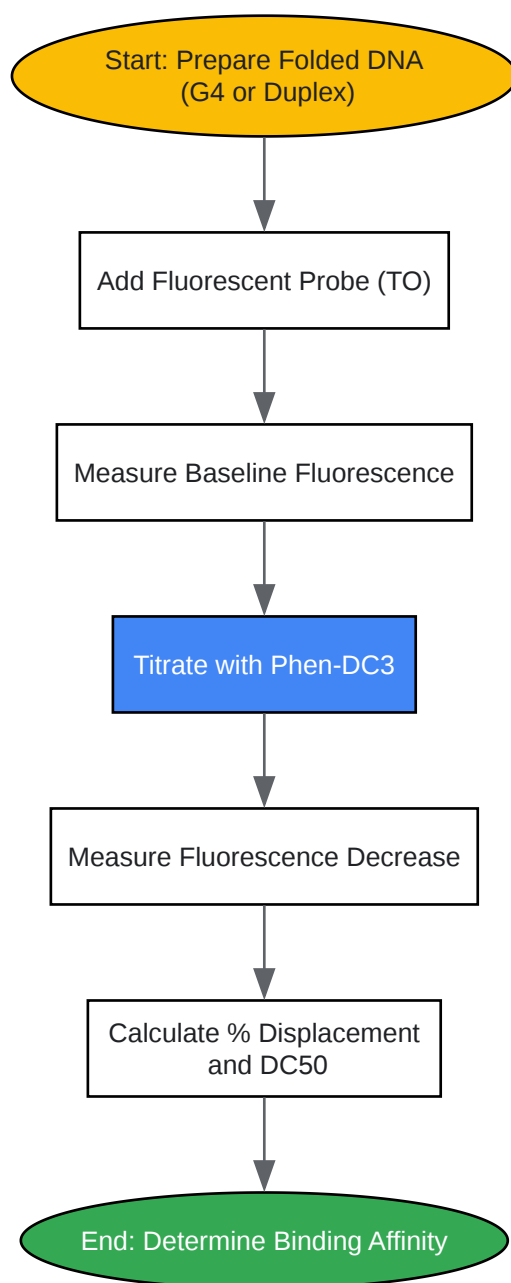 Start: Prepare Folded DNA
(G4 or Duplex)
Add Fluorescent Probe (TO)
Measure Baseline Fluorescence
Titrate with Phen-DC3
Measure Fluorescence Decrease
Calculate % Displacement
and DC50
End: Determine Binding Affinity